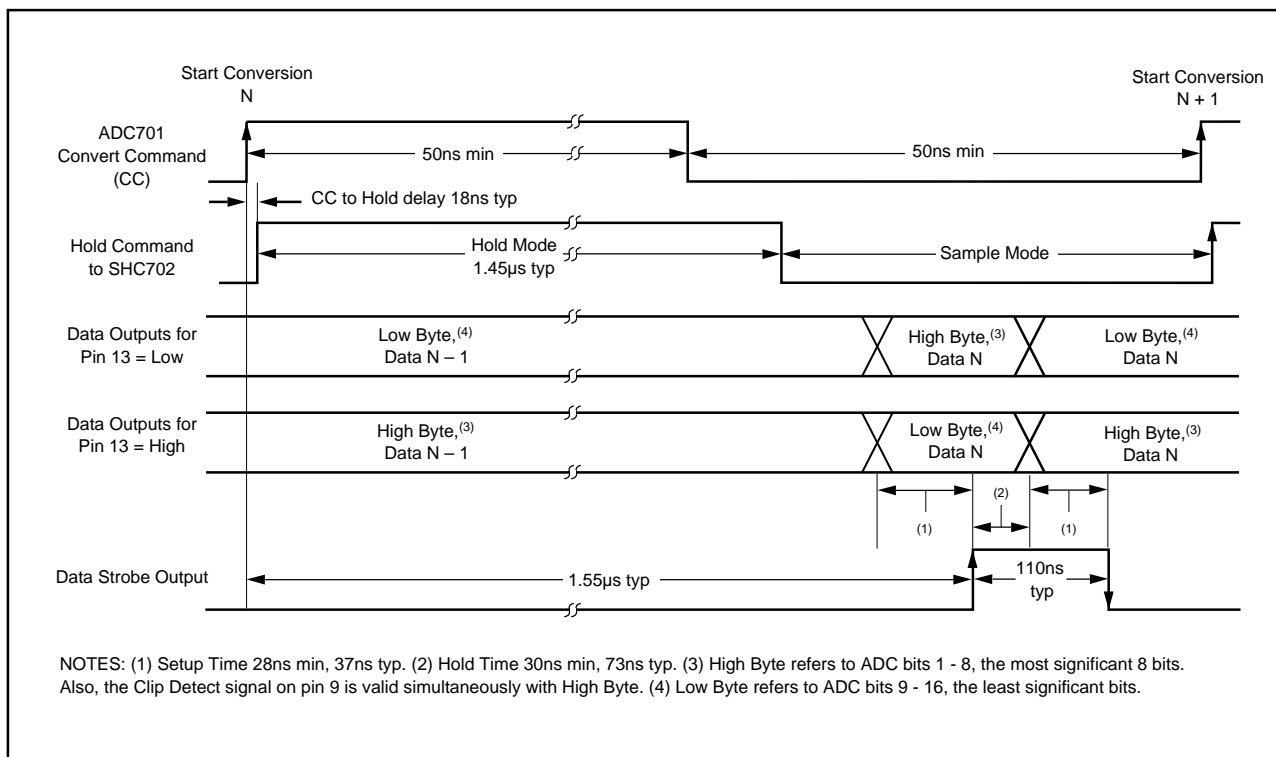 Start Conversion
N
Start Conversion
N + 1
ADC701
Convert Command
(CC)
50ns min
50ns min
CC to Hold delay 18ns typ
Hold Command
to SHC702
Hold Mode
1.45µs typ
Sample Mode
Data Outputs for
Pin 13 = Low
Low Byte,(4)
Data N – 1
High Byte,(3)
Data N
Low Byte,(4)
Data N
Data Outputs for
Pin 13 = High
High Byte,(3)
Data N – 1
Low Byte,(4)
Data N
High Byte,(3)
Data N
(1)
(2)
(1)
Data Strobe Output
1.55µs typ
110ns
typ
NOTES: (1) Setup Time 28ns min, 37ns typ. (2) Hold Time 30ns min, 73ns typ. (3) High Byte refers to ADC bits 1 - 8, the most significant 8 bits.
Also, the Clip Detect signal on pin 9 is valid simultaneously with High Byte. (4) Low Byte refers to ADC bits 9 - 16, the least significant bits.